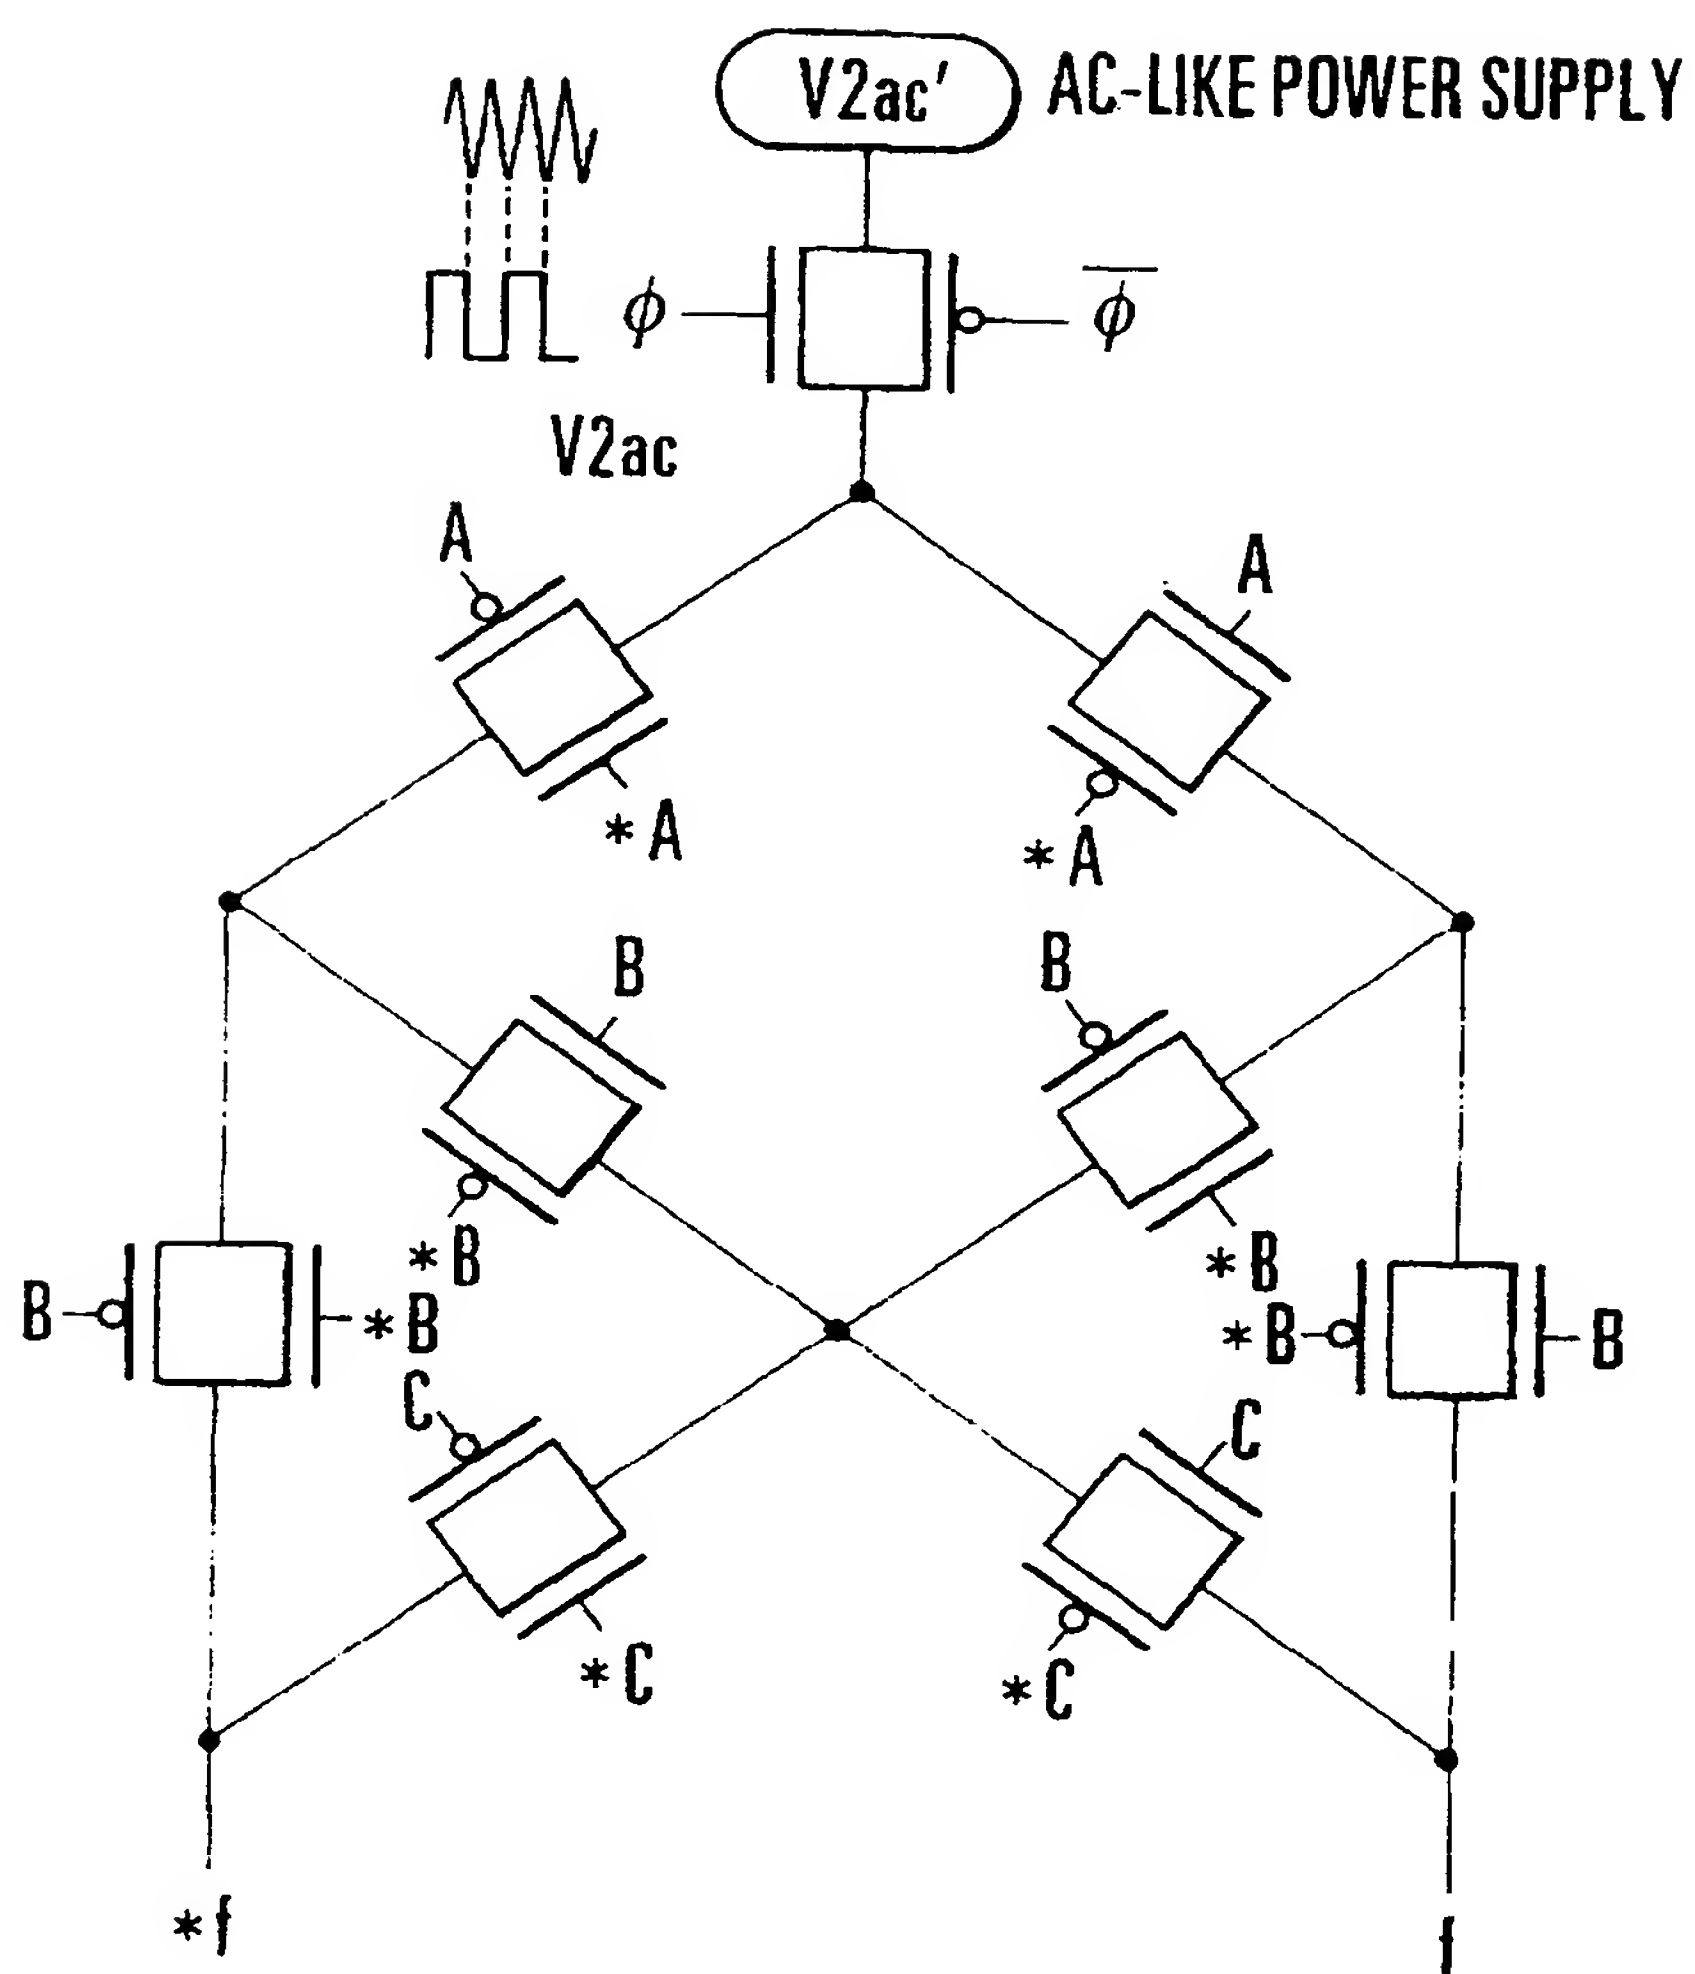 V2ac′ AC-LIKE POWER SUPPLY
ϕ ϕ̅
V2ac
A A
*A *A
B B
*B *B
B *B *B B
C C
*C *C
*f f